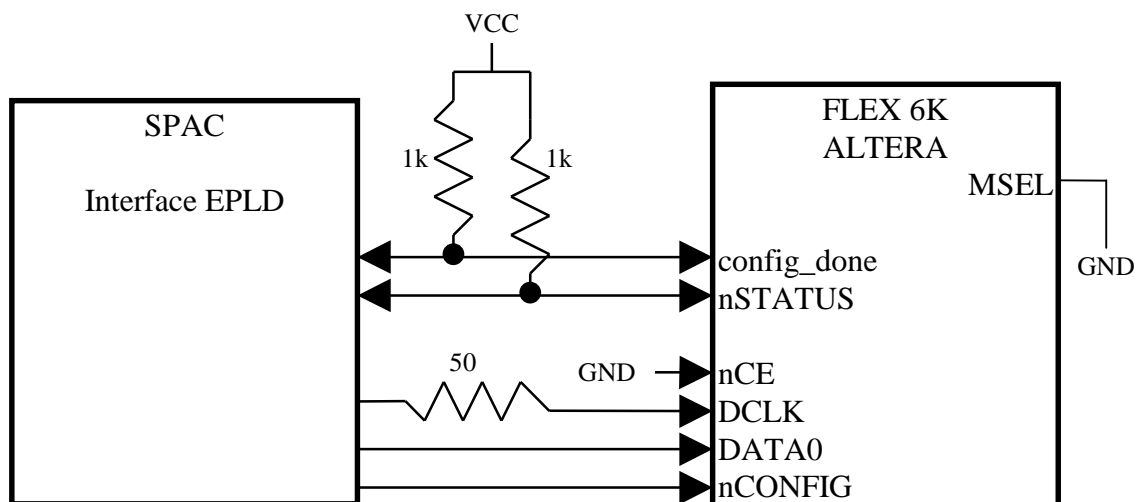 VCC
SPAC
Interface EPLD
1k
1k
FLEX 6K
ALTERA
MSEL
config_done
GND
nSTATUS
50
GND
nCE
DCLK
DATA0
nCONFIG